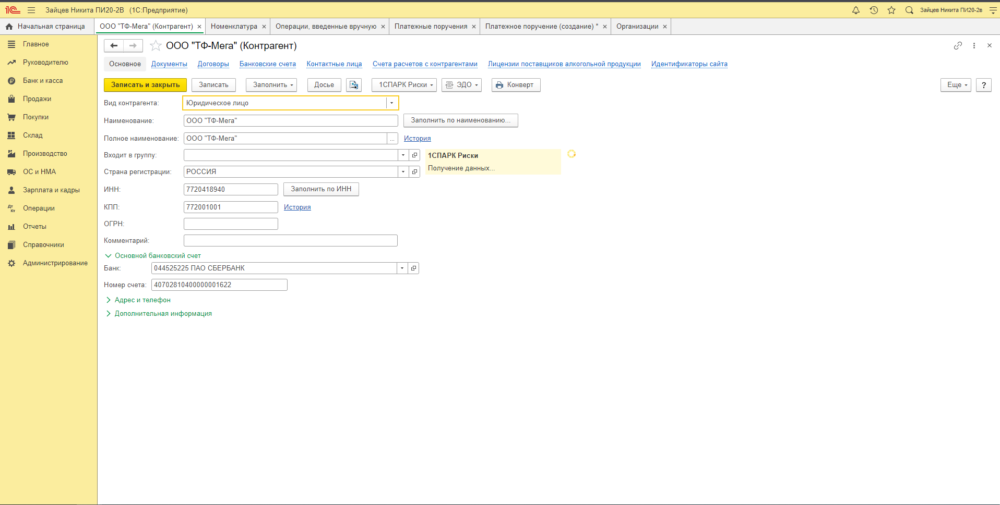 1С Зайцев Никита ПИ20-2В (1С:Предприятие) Зайцев Никита ПИ20-2в
Начальная страница ООО "ТФ-Мега" (Контрагент) × Номенклатура × Операции, введенные вручную × Платежные поручения × Платежное поручение (создание) * × Организации ×
Главное
Руководителю
Банк и касса
Продажи
Покупки
Склад
Производство
ОС и НМА
Зарплата и кадры
Дт Кт Операции
Отчеты
Справочники
Администрирование
ООО "ТФ-Мега" (Контрагент)
Основное Документы Договоры Банковские счета Контактные лица Счета расчетов с контрагентами Лицензии поставщиков алкогольной продукции Идентификаторы сайта
Записать и закрыть Записать Заполнить Досье 1СПАРК Риски ЭДО Конверт Еще ?
Вид контрагента: Юридическое лицо
Наименование: ООО "ТФ-Мега" Заполнить по наименованию...
Полное наименование: ООО "ТФ-Мега" ... История
Входит в группу:
1СПАРК Риски
Получение данных...
Страна регистрации: РОССИЯ
ИНН: 7720418940 Заполнить по ИНН
КПП: 772001001 История
ОГРН:
Комментарий:
Основной банковский счет
Банк: 044525225 ПАО СБЕРБАНК
Номер счета: 40702810400000001622
Адрес и телефон
Дополнительная информация